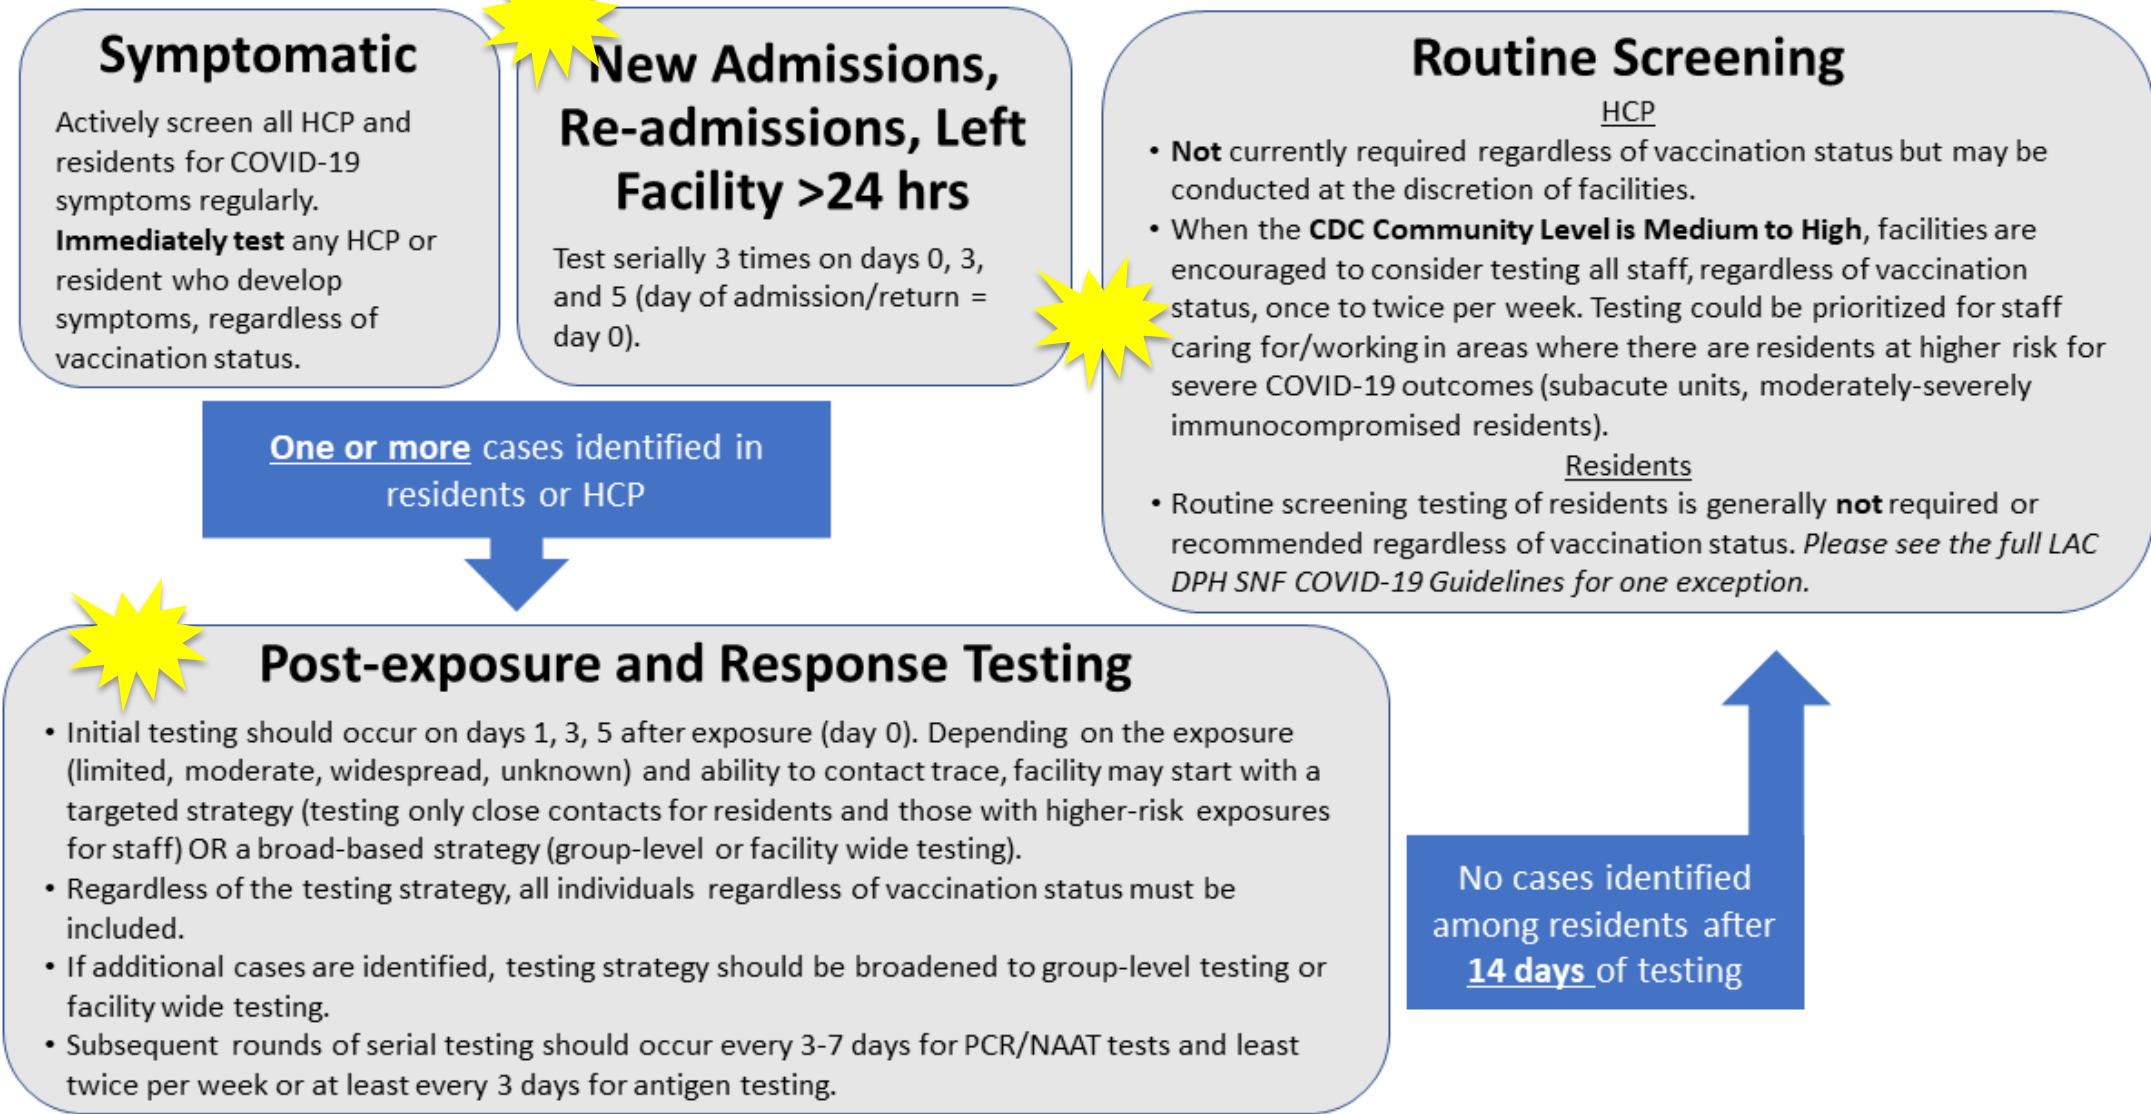 Symptomatic
Actively screen all HCP and
residents for COVID-19
symptoms regularly.
Immediately test any HCP or
resident who develop
symptoms, regardless of
vaccination status.
New Admissions,
Re-admissions, Left
Facility >24 hrs
Test serially 3 times on days 0, 3,
and 5 (day of admission/return =
day 0).
Routine Screening
HCP
• Not currently required regardless of vaccination status but may be
conducted at the discretion of facilities.
• When the CDC Community Level is Medium to High, facilities are
encouraged to consider testing all staff, regardless of vaccination
status, once to twice per week. Testing could be prioritized for staff
caring for/working in areas where there are residents at higher risk for
severe COVID-19 outcomes (subacute units, moderately-severely
immunocompromised residents).
Residents
• Routine screening testing of residents is generally not required or
recommended regardless of vaccination status. Please see the full LAC
DPH SNF COVID-19 Guidelines for one exception.
One or more cases identified in
residents or HCP
Post-exposure and Response Testing
• Initial testing should occur on days 1, 3, 5 after exposure (day 0). Depending on the exposure
(limited, moderate, widespread, unknown) and ability to contact trace, facility may start with a
targeted strategy (testing only close contacts for residents and those with higher-risk exposures
for staff) OR a broad-based strategy (group-level or facility wide testing).
• Regardless of the testing strategy, all individuals regardless of vaccination status must be
included.
• If additional cases are identified, testing strategy should be broadened to group-level testing or
facility wide testing.
• Subsequent rounds of serial testing should occur every 3-7 days for PCR/NAAT tests and least
twice per week or at least every 3 days for antigen testing.
No cases identified
among residents after
14 days of testing